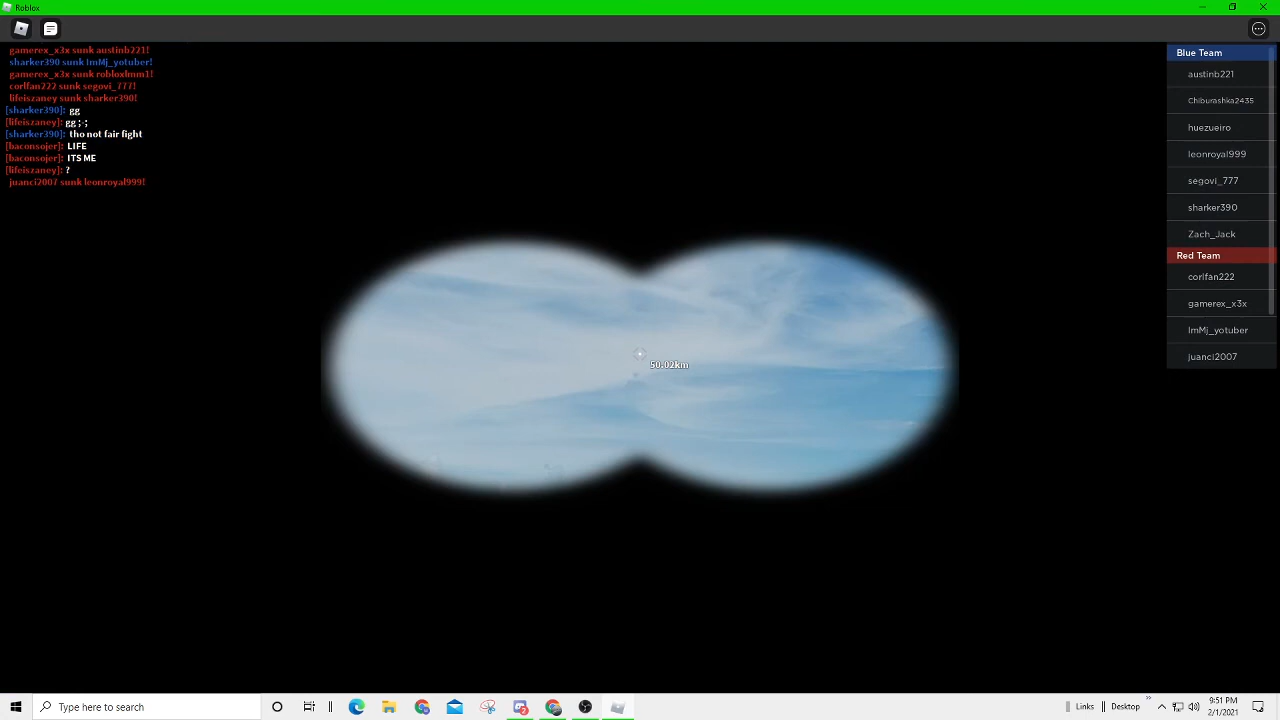 Roblox
gamerex_x3x sunk austinb221!
sharker390 sunk ImMj_yotuber!
gamerex_x3x sunk robloxlmm1!
corlfan222 sunk segovi_777!
lifeiszaney sunk sharker390!
[sharker390]: gg
[lifeiszaney]: gg ;-;
[sharker390]: tho not fair fight
[baconsojer]: LIFE
[baconsojer]: ITS ME
[lifeiszaney]: ?
juanci2007 sunk leonroyal999!
Blue Team
austinb221
Chiburashka2435
huezueiro
leonroyal999
segovi_777
sharker390
Zach_Jack
Red Team
corlfan222
gamerex_x3x
ImMj_yotuber
juanci2007
50.02km
Type here to search
Links
Desktop
9:51 PM
2/1/2021